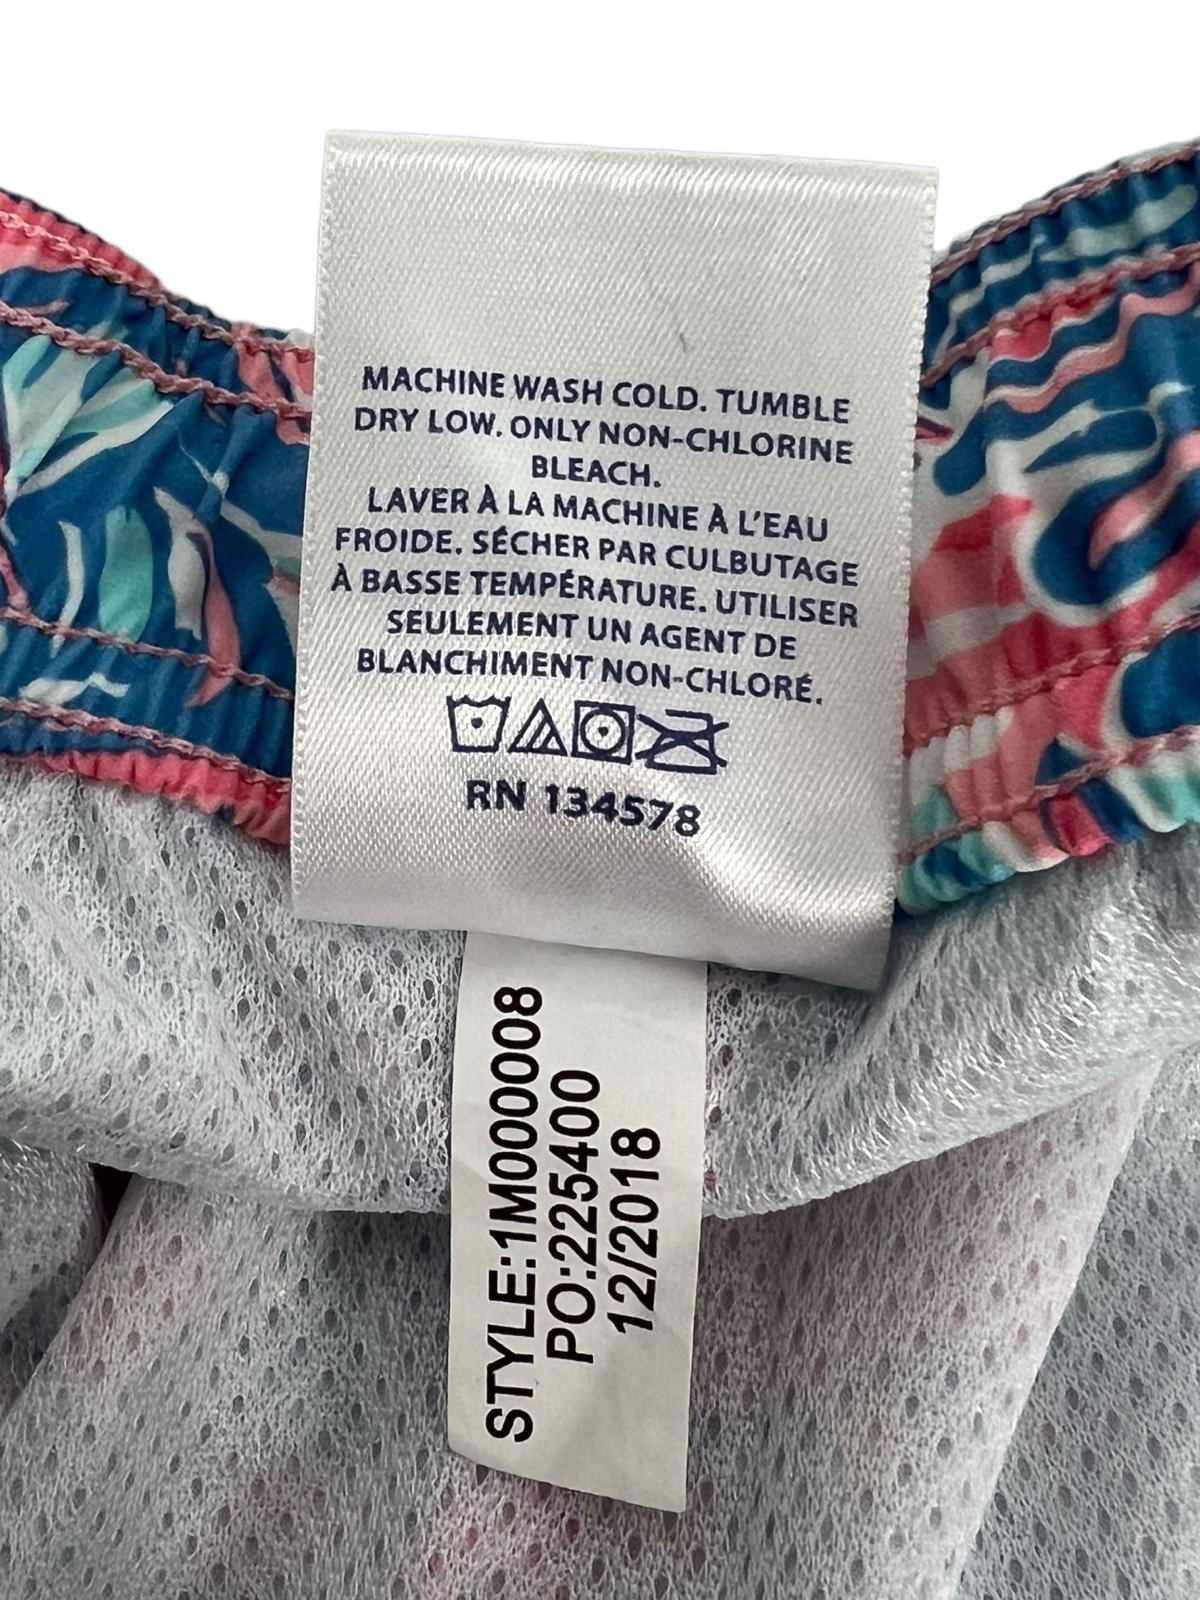 MACHINE WASH COLD. TUMBLE
DRY LOW. ONLY NON-CHLORINE
BLEACH.
LAVER À LA MACHINE À L'EAU
FROIDE. SÉCHER PAR CULBUTAGE
À BASSE TEMPÉRATURE. UTILISER
SEULEMENT UN AGENT DE
BLANCHIMENT NON-CHLORÉ.
RN 134578
STYLE:1M000008
PO:225400
12/2018